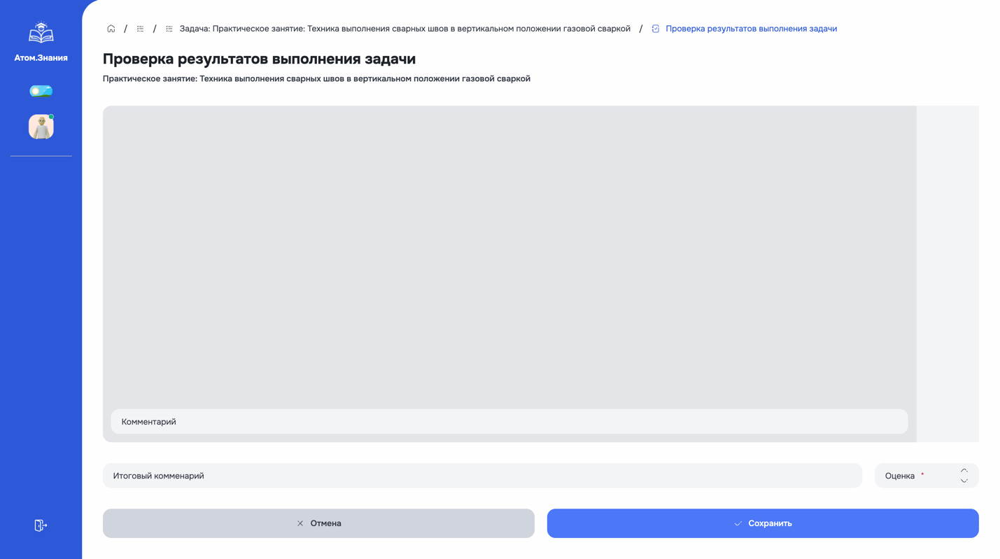 Атом.Знания
/ / Задача: Практическое занятие: Техника выполнения сварных швов в вертикальном положении газовой сваркой / Проверка результатов выполнения задачи
Проверка результатов выполнения задачи
Практическое занятие: Техника выполнения сварных швов в вертикальном положении газовой сваркой
Комментарий
Итоговый комменарий
Оценка *
Отмена
Сохранить